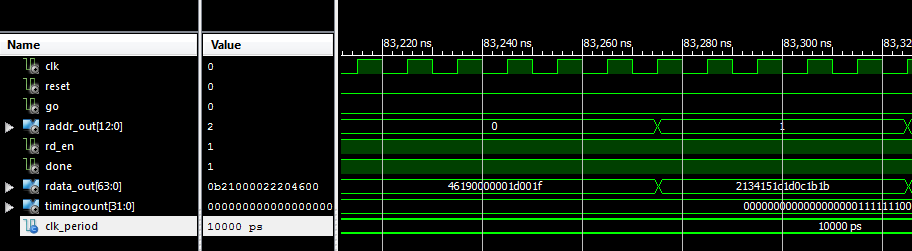 Name Value 83,220 ns 83,240 ns 83,260 ns 83,280 ns 83,300 ns 83,32
clk 0
reset 0
go 0
raddr_out[12:0] 2 0 1
rd_en 1
done 1
rdata_out[63:0] 0b21000022204600 46190000001d001f 2134151c1d0c1b1b
timingcount[31:0] 000000000000000000 0000000000000000000111111100
clk_period 10000 ps 10000 ps